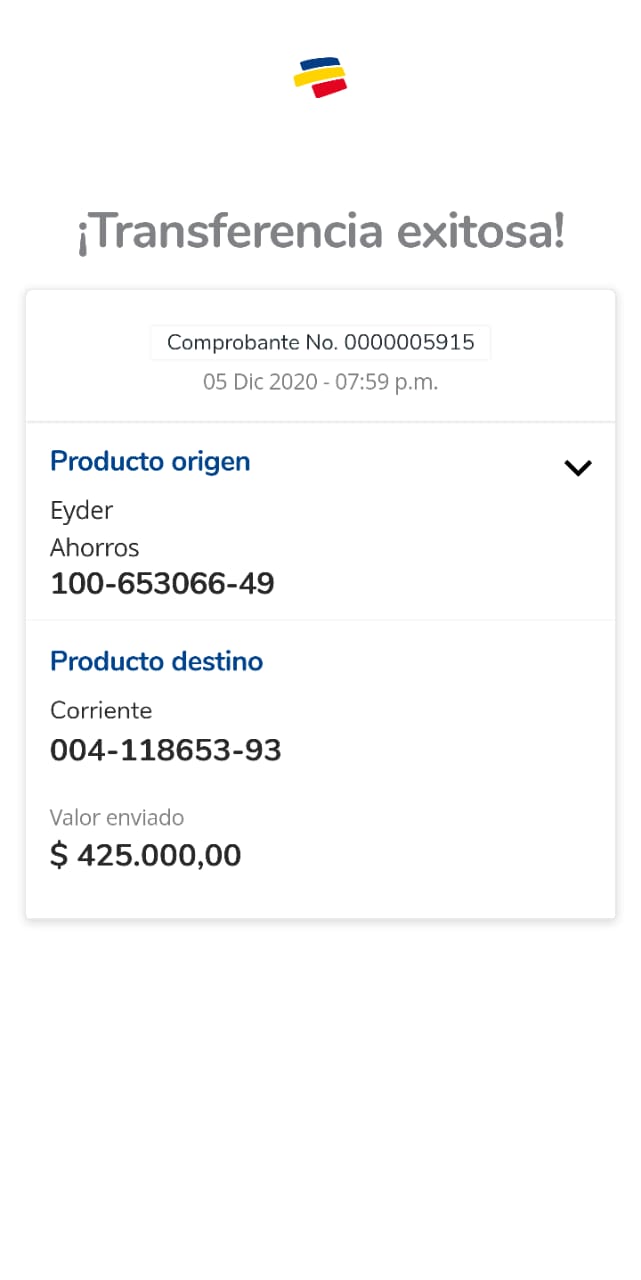 ¡Transferencia exitosa!
Comprobante No. 0000005915
05 Dic 2020 - 07:59 p.m.
Producto origen
Eyder
Ahorros
100-653066-49
Producto destino
Corriente
004-118653-93
Valor enviado
$ 425.000,00